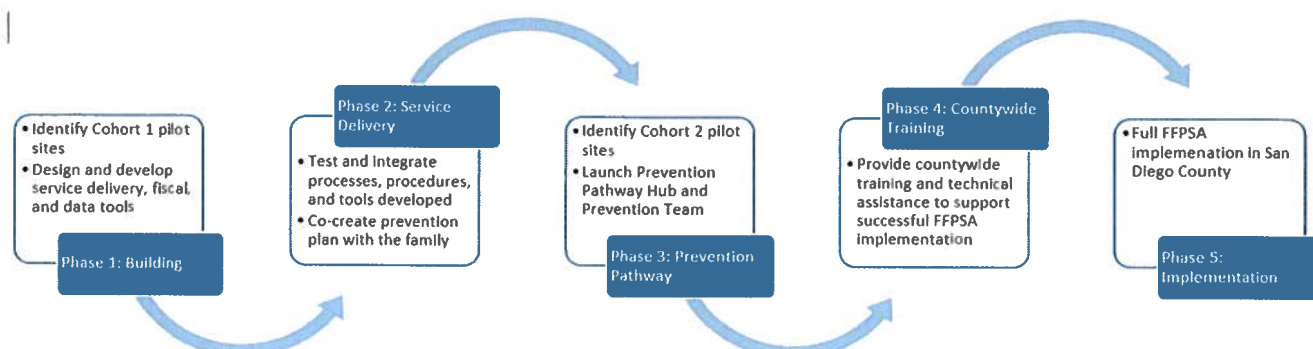 • Identify Cohort 1 pilot
sites
• Design and develop
service delivery, fiscal,
and data tools
Phase 1: Building
Phase 2: Service
Delivery
• Test and integrate
processes, procedures,
and tools developed
• Co-create prevention
plan with the family
• Identify Cohort 2 pilot
sites
• Launch Prevention
Pathway Hub and
Prevention Team
Phase 3: Prevention
Pathway
Phase 4: Countywide
Training
• Provide countywide
training and technical
assistance to support
successful FFPSA
implementation
• Full FFPSA
implemenation in San
Diego County
Phase 5:
Implementation